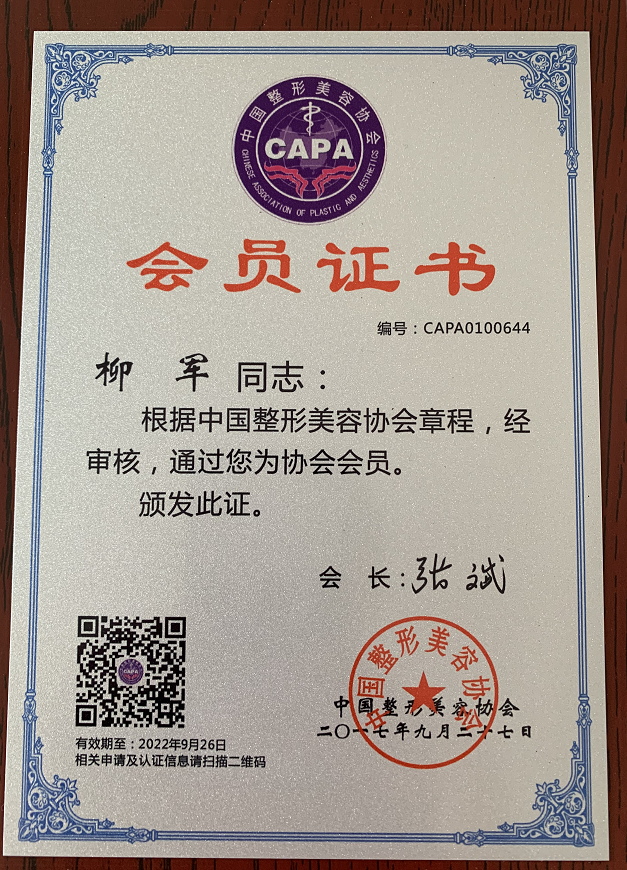 中国整形美容协会
CAPA
CHINESE ASSOCIATION OF PLASTIC AND AESTHETICS
会员证书
编号：CAPA0100644
柳 军 同志：
根据中国整形美容协会章程，经
审核，通过您为协会会员。
颁发此证。
会 长：张斌
CAPA
中国整形美容协会
中国整形美容协会
二〇一七年九月二十七日
有效期至：2022年9月26日
相关申请及认证信息请扫描二维码